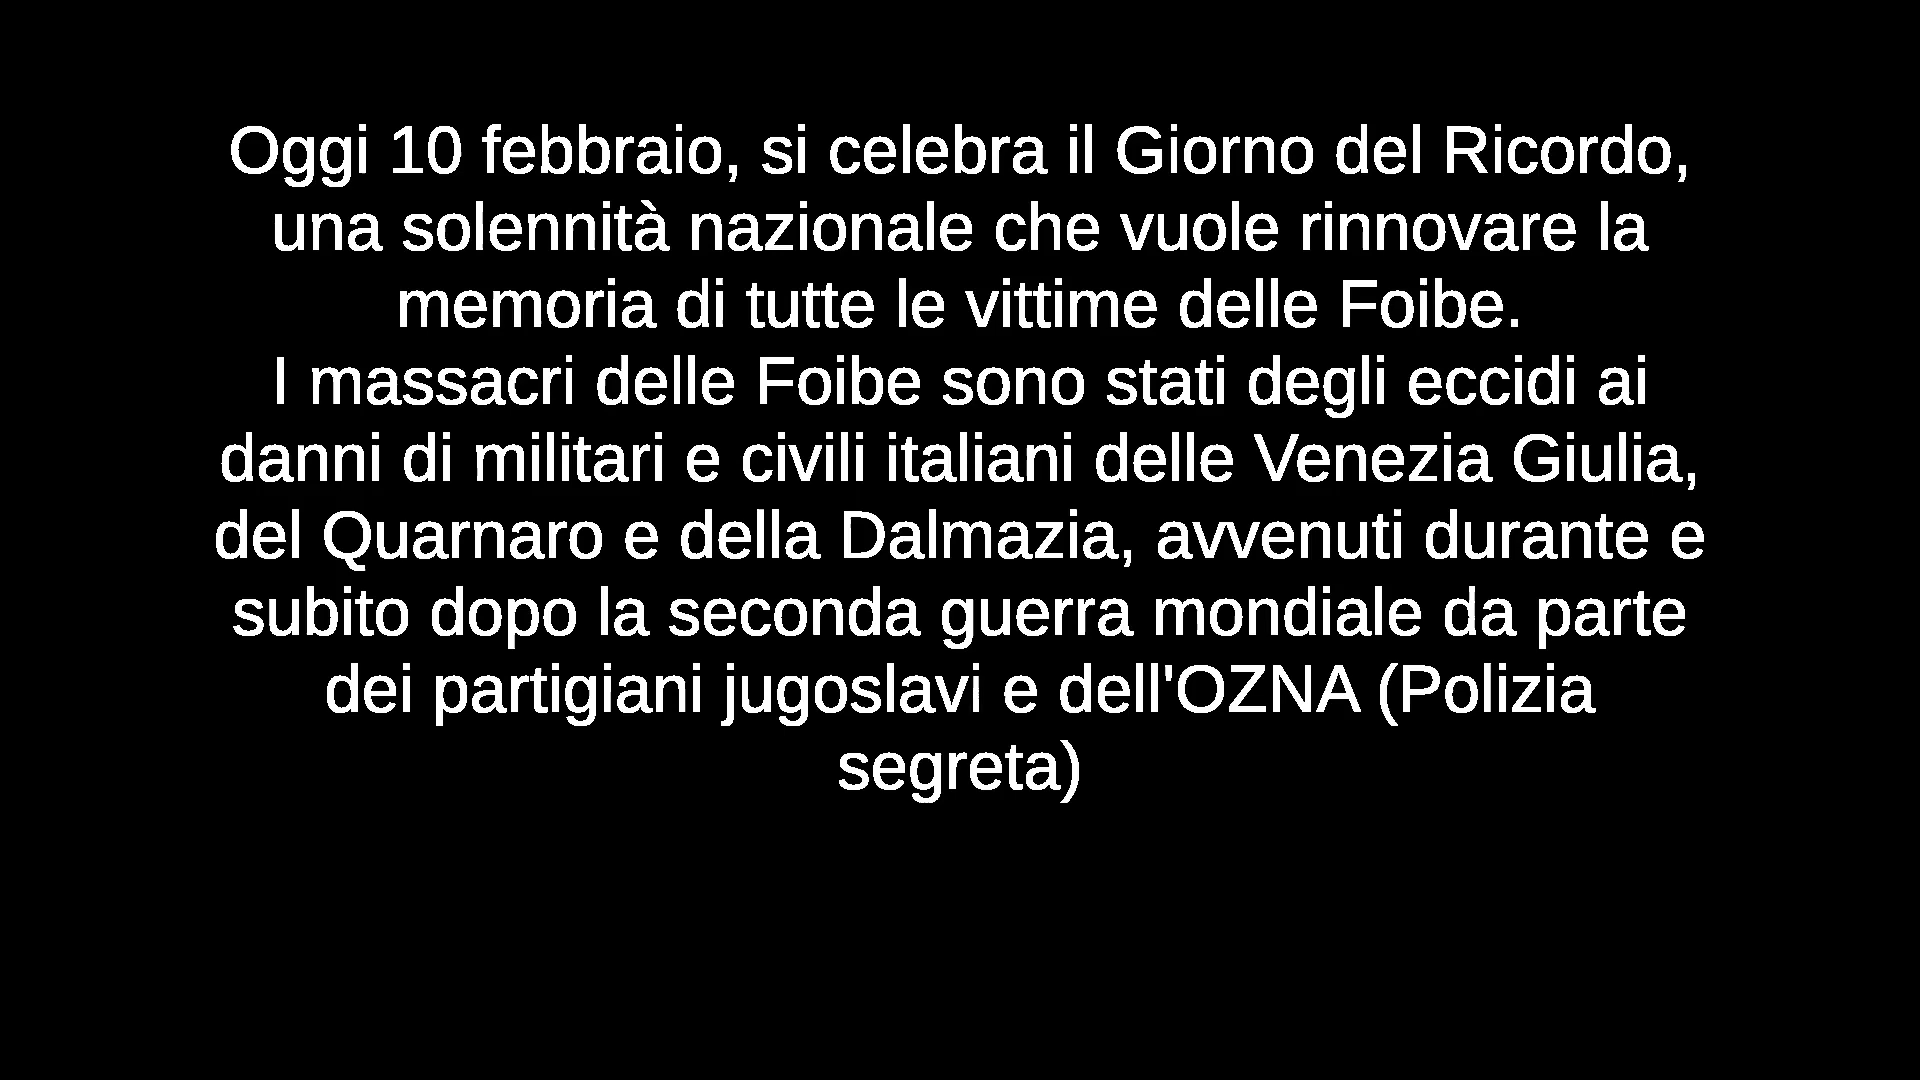 Oggi 10 febbraio, si celebra il Giorno del Ricordo,
una solennità nazionale che vuole rinnovare la
memoria di tutte le vittime delle Foibe.
I massacri delle Foibe sono stati degli eccidi ai
danni di militari e civili italiani delle Venezia Giulia,
del Quarnaro e della Dalmazia, avvenuti durante e
subito dopo la seconda guerra mondiale da parte
dei partigiani jugoslavi e dell'OZNA (Polizia
segreta)